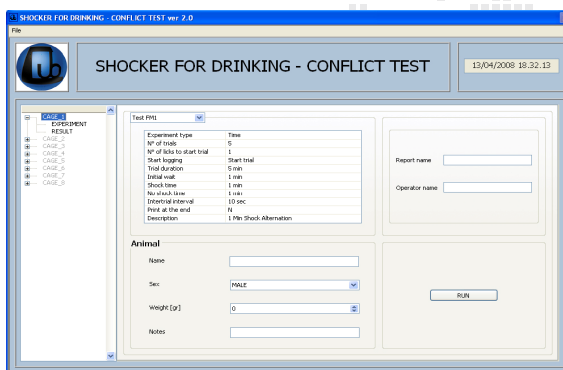 SHOCKER FOR DRINKING - CONFLICT TEST ver 2.0
File
Ub
SHOCKER FOR DRINKING - CONFLICT TEST
13/04/2008 18.32.13
CAGE_1
EXPERIMENT
RESULT
CAGE_2
CAGE_3
CAGE_4
CAGE_5
CAGE_6
CAGE_7
CAGE_8
Test FM1
Experiment type Time
N° of trials 5
N° of licks to start trial 1
Start logging Start trial
Trial duration 5 min
Initial wait 1 min
Shock time 1 min
No shock time 1 min
Intertrial interval 10 sec
Print at the end N
Description 1 Min Shock Alternation
Report name
Operator name
Animal
Name
Sex MALE
Weight [gr] 0
Notes
RUN